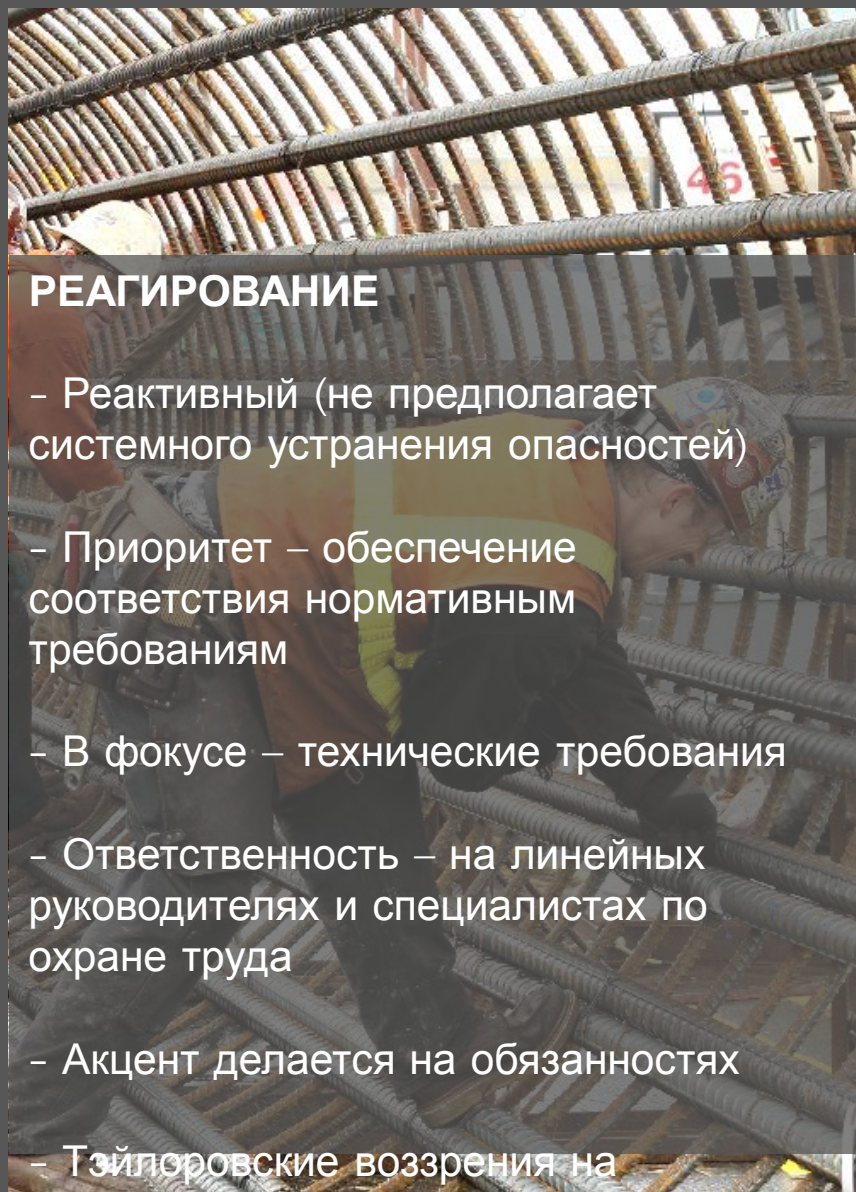 46
РЕАГИРОВАНИЕ
– Реактивный (не предполагает
системного устранения опасностей)
– Приоритет – обеспечение
соответствия нормативным
требованиям
– В фокусе – технические требования
– Ответственность – на линейных
руководителях и специалистах по
охране труда
– Акцент делается на обязанностях
– Тэйлоровские воззрения на